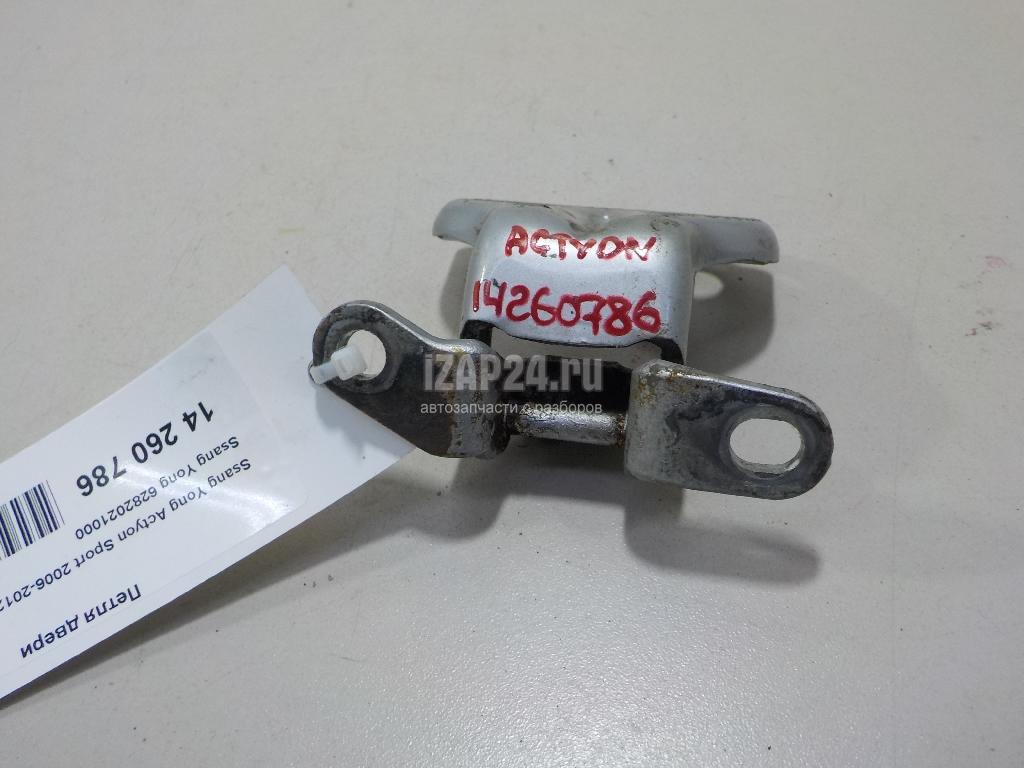 ACTYON
14260786
iZAP24.ru
автозапчасти с разборов
Петля двери
Ssang Yong Actyon Sport 2006-2012
Ssang Yong 6282021000
14 260 786